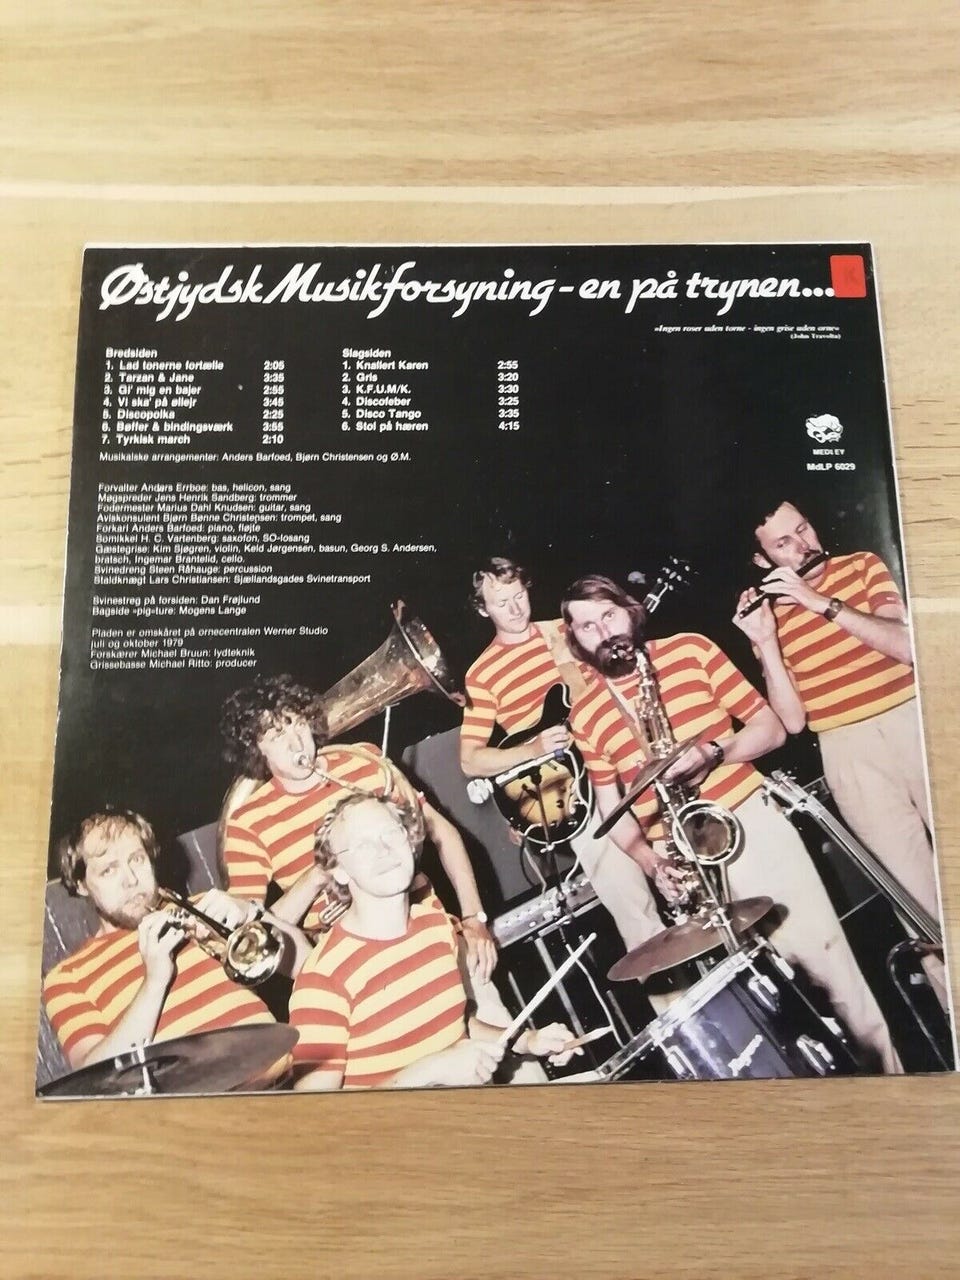 Østjydsk Musikforsyning - en på trynen...
K
»Ingen roser uden torne - ingen grise uden orne«
(John Travolta)
Bredsiden
1. Lad tonerne fortælle 2:05
2. Tarzan & Jane 3:35
3. Gi' mig en bajer 2:55
4. Vi ska' på øllejr 3:45
5. Discopolka 2:25
6. Bøffer & bindingsværk 3:55
7. Tyrkisk march 2:10
Slagsiden
1. Knallert Karen 2:55
2. Gris 3:20
3. K.F.U.M/K. 3:30
4. Discofeber 3:25
5. Disco Tango 3:35
6. Stol på hæren 4:15
Musikalske arrangementer: Anders Barfoed, Bjørn Christensen og Ø.M.
MEDLEY
MdLP 6029
Forvalter Anders Errboe: bas, helicon, sang
Møgspreder Jens Henrik Sandberg: trommer
Fodermester Marius Dahl Knudsen: guitar, sang
Avlskonsulent Bjørn Bønne Christensen: trompet, sang
Forkarl Anders Barfoed: piano, fløjte
Bomikkel H. C. Vartenberg: saxofon, SO-losang
Gæstegrise: Kim Sjøgren, violin, Keld Jørgensen, basun, Georg S. Andersen,
bratsch, Ingemar Brantelid, cello.
Svinedreng Steen Råhauge: percussion
Staldknægt Lars Christiansen: Sjællandsgades Svinetransport
Svinestreg på forsiden: Dan Frøjlund
Bagside »pig«ture: Mogens Lange
Pladen er omskåret på ornecentralen Werner Studio
juli og oktober 1979
Forskærer Michael Bruun: lydteknik
Grissebasse Michael Ritto: producer